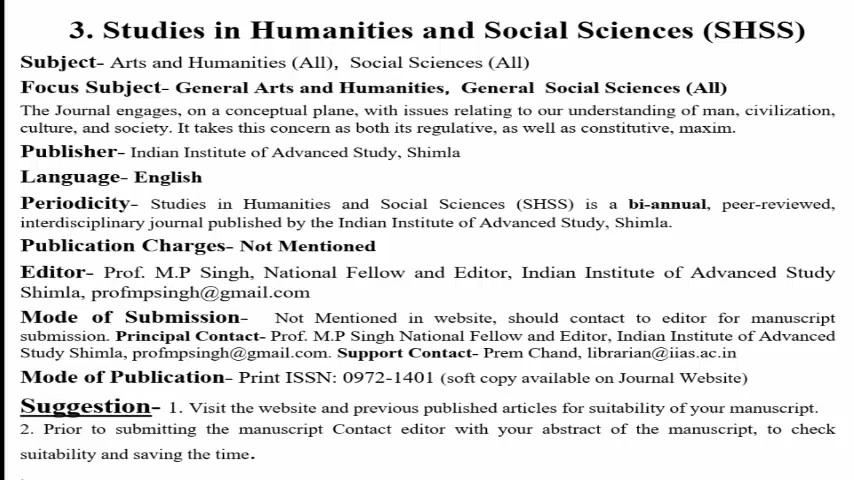 3. Studies in Humanities and Social Sciences (SHSS)
Subject- Arts and Humanities (All), Social Sciences (All)
Focus Subject- General Arts and Humanities, General Social Sciences (All)
The Journal engages, on a conceptual plane, with issues relating to our understanding of man, civilization,
culture, and society. It takes this concern as both its regulative, as well as constitutive, maxim.
Publisher- Indian Institute of Advanced Study, Shimla
Language- English
Periodicity- Studies in Humanities and Social Sciences (SHSS) is a bi-annual, peer-reviewed,
interdisciplinary journal published by the Indian Institute of Advanced Study, Shimla.
Publication Charges- Not Mentioned
Editor- Prof. M.P Singh, National Fellow and Editor, Indian Institute of Advanced Study
Shimla, profmpsingh@gmail.com
Mode of Submission- Not Mentioned in website, should contact to editor for manuscript
submission. Principal Contact- Prof. M.P Singh National Fellow and Editor, Indian Institute of Advanced
Study Shimla, profmpsingh@gmail.com. Support Contact- Prem Chand, librarian@iias.ac.in
Mode of Publication- Print ISSN: 0972-1401 (soft copy available on Journal Website)
Suggestion- 1. Visit the website and previous published articles for suitability of your manuscript.
2. Prior to submitting the manuscript Contact editor with your abstract of the manuscript, to check
suitability and saving the time.